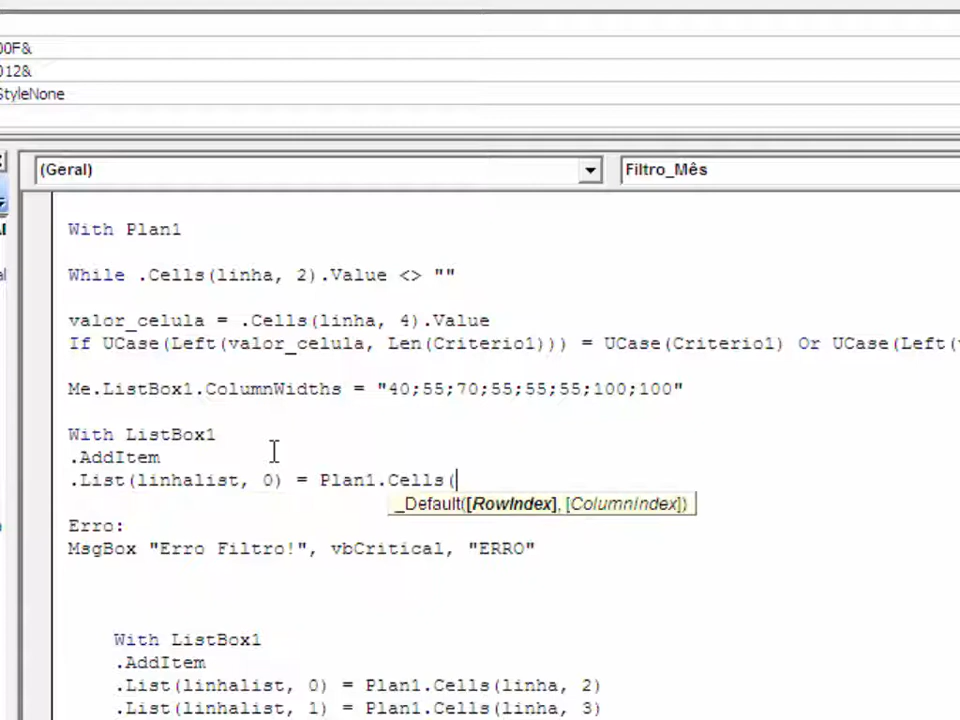 00F&
012&
StyleNone
(Geral) Filtro_Mês
With Plan1
While .Cells(linha, 2).Value <> ""
valor_celula = .Cells(linha, 4).Value
If UCase(Left(valor_celula, Len(Criterio1))) = UCase(Criterio1) Or UCase(Left(
Me.ListBox1.ColumnWidths = "40;55;70;55;55;55;100;100"
With ListBox1
.AddItem
.List(linhalist, 0) = Plan1.Cells(
_Default([RowIndex], [ColumnIndex])
Erro:
MsgBox "Erro Filtro!", vbCritical, "ERRO"
With ListBox1
.AddItem
.List(linhalist, 0) = Plan1.Cells(linha, 2)
.List(linhalist, 1) = Plan1.Cells(linha, 3)